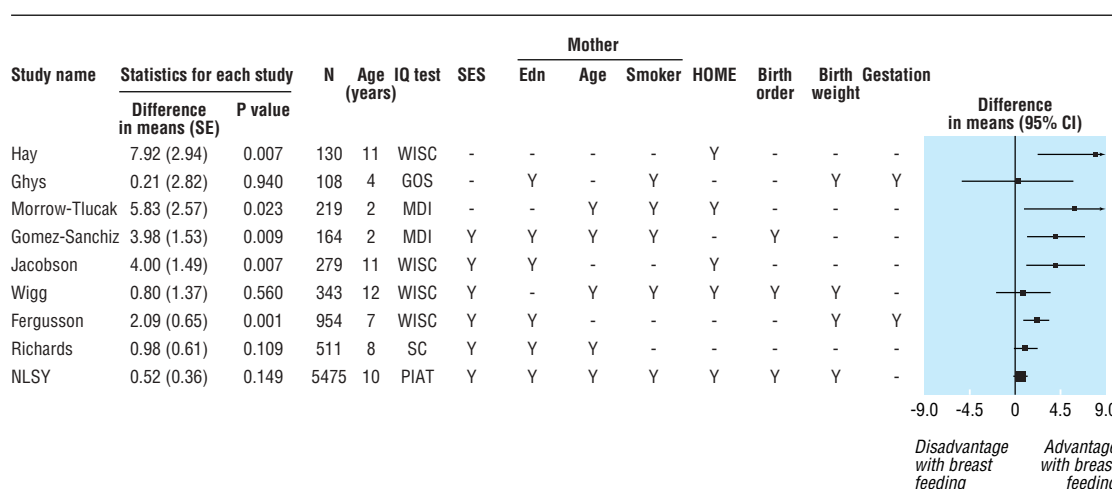 Mother
Study name Statistics for each study N Age (years) IQ test SES Edn Age Smoker HOME Birth order Birth weight Gestation
Difference in means (SE) P value Difference in means (95% CI)
Hay 7.92 (2.94) 0.007 130 11 WISC - - - - Y - - -
Ghys 0.21 (2.82) 0.940 108 4 GOS - Y - Y - - Y Y
Morrow-Tlucak 5.83 (2.57) 0.023 219 2 MDI - - Y Y Y - - -
Gomez-Sanchiz 3.98 (1.53) 0.009 164 2 MDI Y Y Y Y - Y - -
Jacobson 4.00 (1.49) 0.007 279 11 WISC Y Y - - Y - - -
Wigg 0.80 (1.37) 0.560 343 12 WISC Y - Y Y Y Y Y -
Fergusson 2.09 (0.65) 0.001 954 7 WISC Y Y - - - - Y Y
Richards 0.98 (0.61) 0.109 511 8 SC Y Y Y - - - - -
NLSY 0.52 (0.36) 0.149 5475 10 PIAT Y Y Y Y Y Y Y -
-9.0 -4.5 0 4.5 9.0
Disadvantage Advantage
with breast with breast
feeding feeding